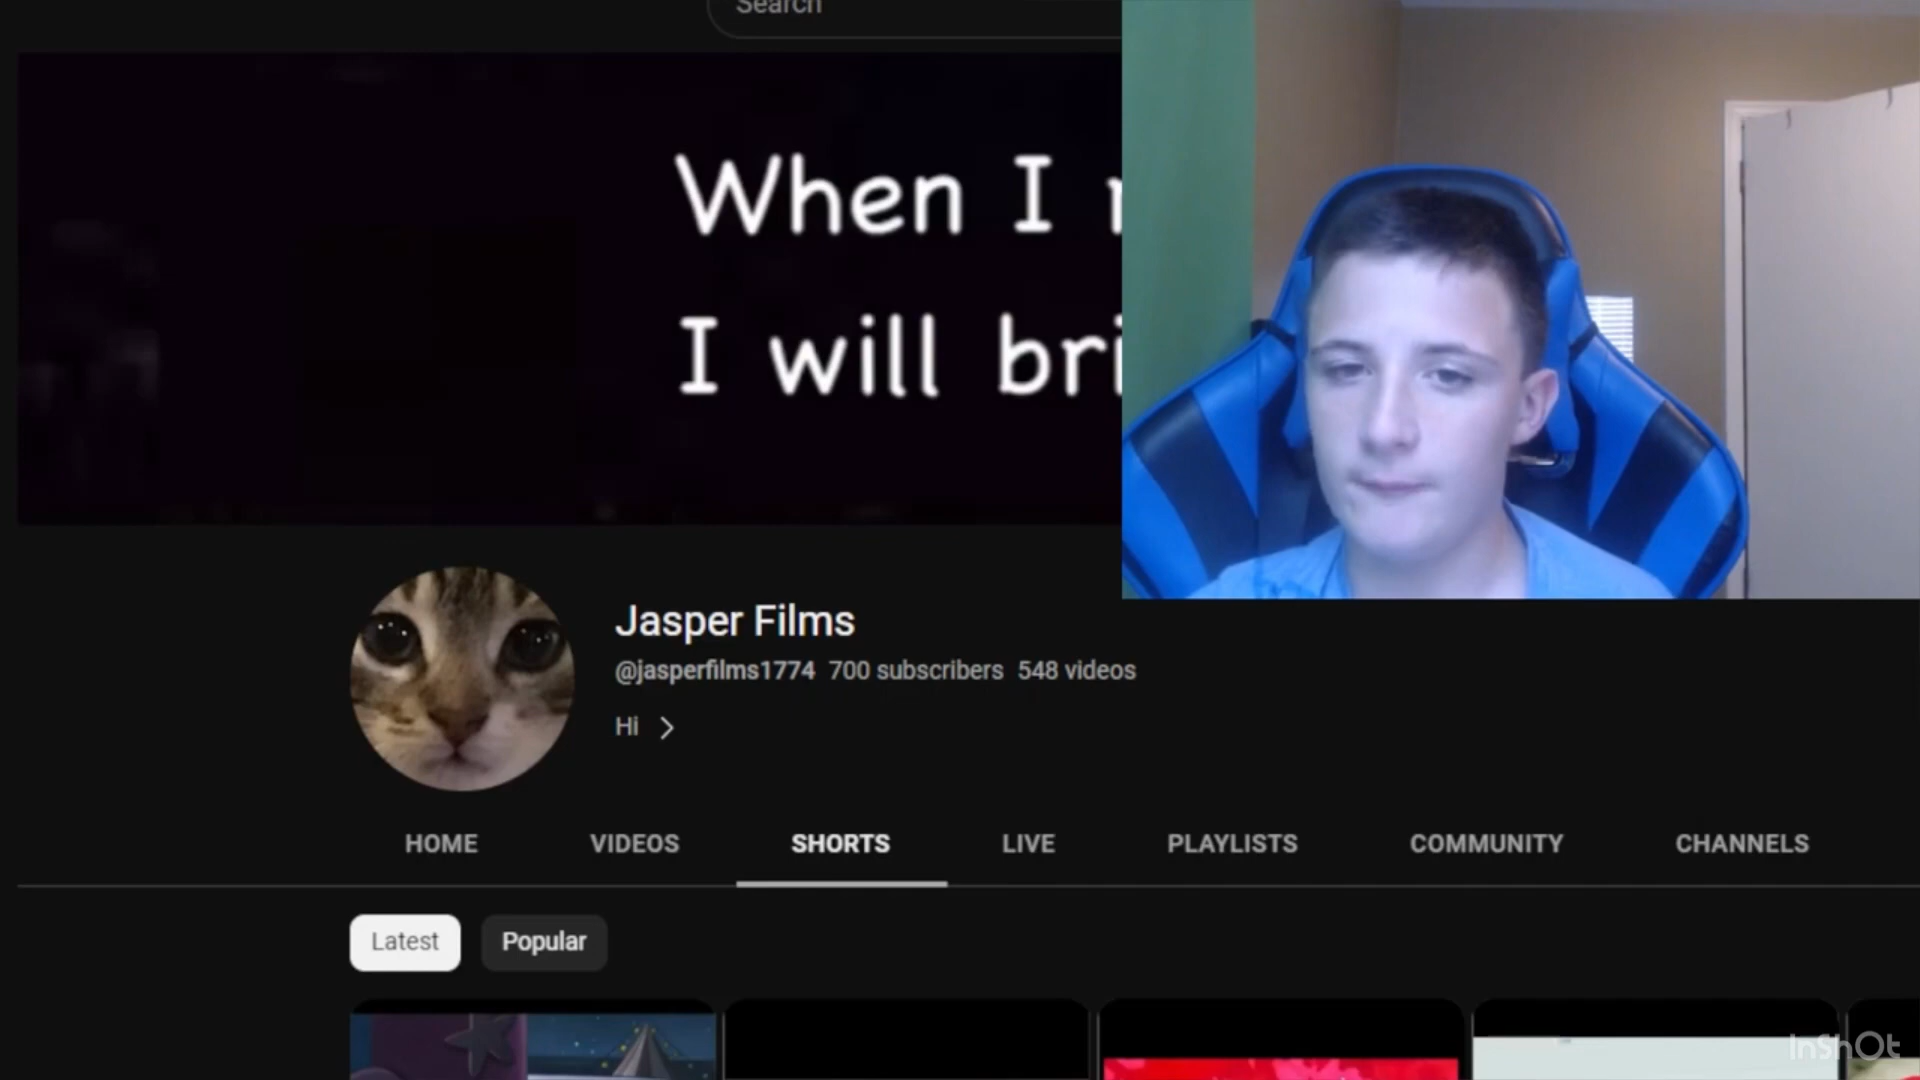 Search
When I
I will bri
Jasper Films
@jasperfilms1774 700 subscribers 548 videos
Hi
HOME VIDEOS SHORTS LIVE PLAYLISTS COMMUNITY CHANNELS
Latest Popular
InShOt